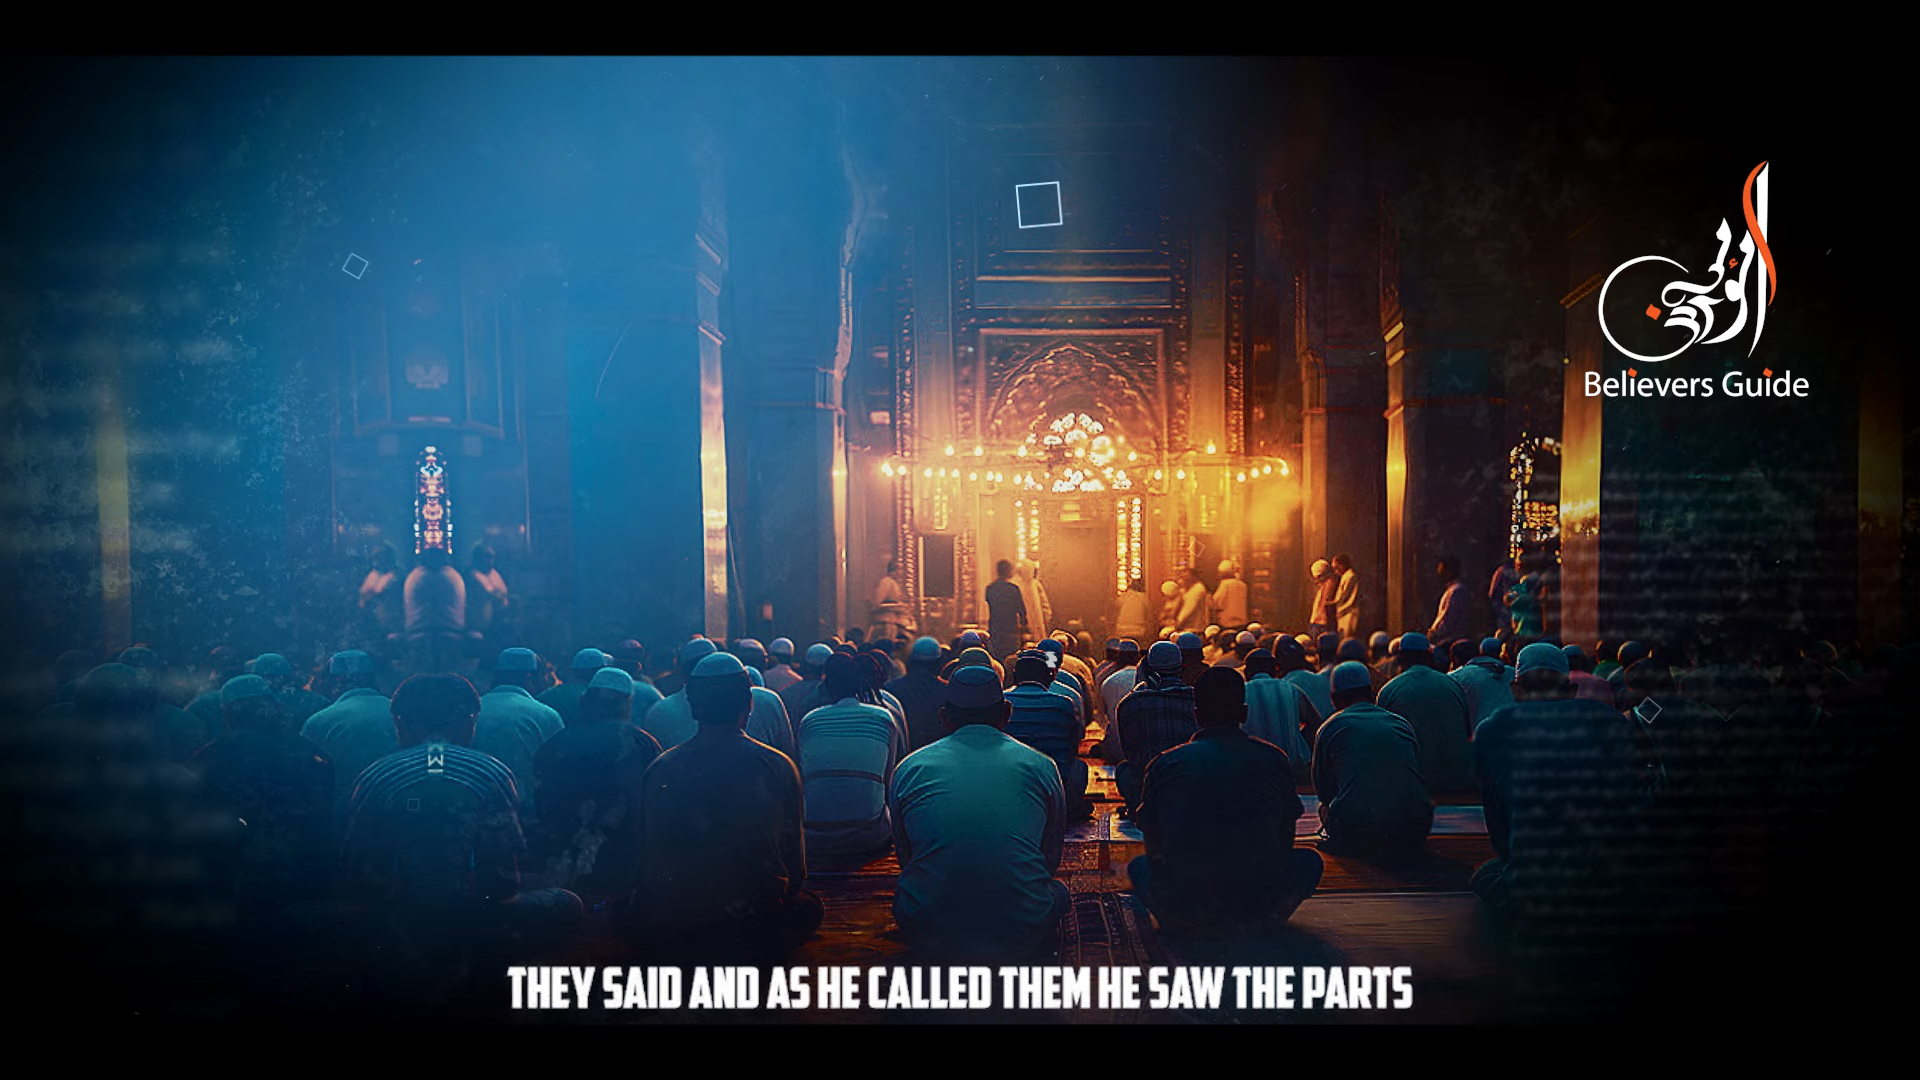 Believers Guide
THEY SAID AND AS HE CALLED THEM HE SAW THE PARTS